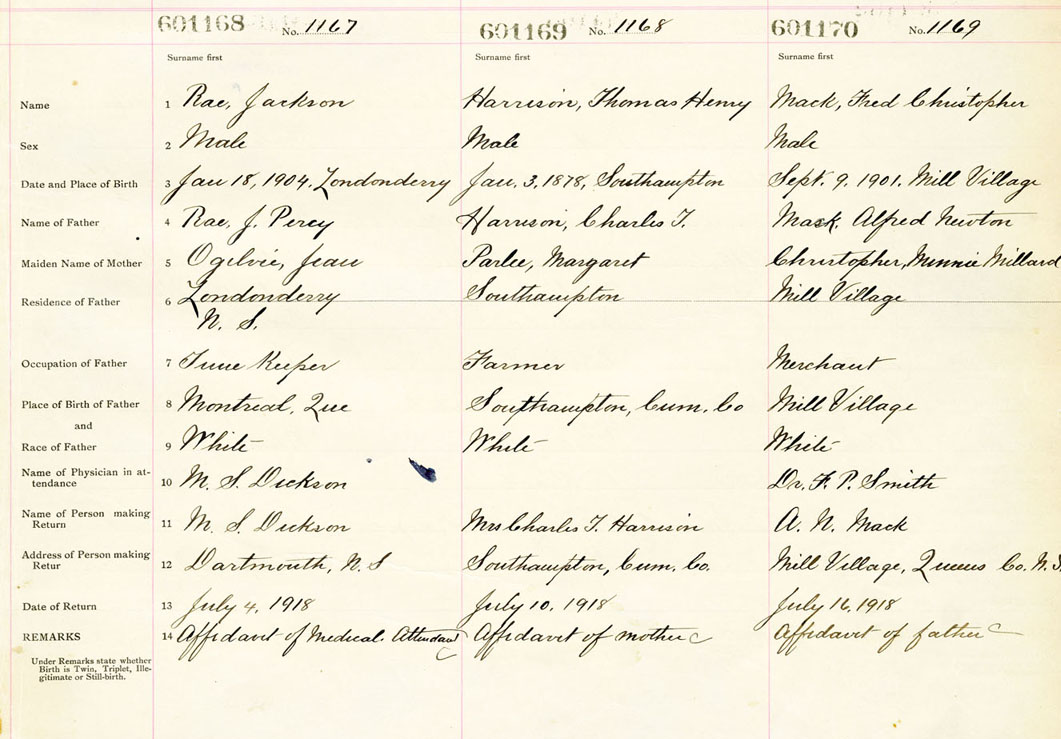 601168 No. 1167 601169 No. 1168 601170 No. 1169
Surname first Surname first Surname first
Name 1 Rae, Jackson Harrison, Thomas Henry Mack, Fred Christopher
Sex 2 Male Male Male
Date and Place of Birth 3 Jan 18, 1904, Londonderry Jan. 3, 1878, Southampton Sept. 9. 1901. Mill Village
Name of Father 4 Rae, J. Percy Harrison, Charles T. Mack, Alfred Newton
Maiden Name of Mother 5 Ogilvie, Jean Parlee, Margaret Christopher, Minnie Millard
Residence of Father 6 Londonderry Southampton Mill Village
N. S.
Occupation of Father 7 Time Keeper Farmer Merchant
Place of Birth of Father 8 Montreal, Que Southampton, Cum. Co Mill Village
and
Race of Father 9 White White White
Name of Physician in at-
tendance 10 M. S. Dickson Dr. F. P. Smith
Name of Person making
Return 11 M. S. Dickson Mrs Charles T. Harrison A. N. Mack
Address of Person making
Retur 12 Dartmouth, N. S Southampton, Cum. Co. Mill Village, Queens Co. N. S.
Date of Return 13 July 4, 1918 July 10, 1918 July 16, 1918
REMARKS 14 Affidavit of Medical. Attendant Affidavit of mother Affidavit of father
Under Remarks state whether
Birth is Twin, Triplet, Ille-
gitimate or Still-birth.